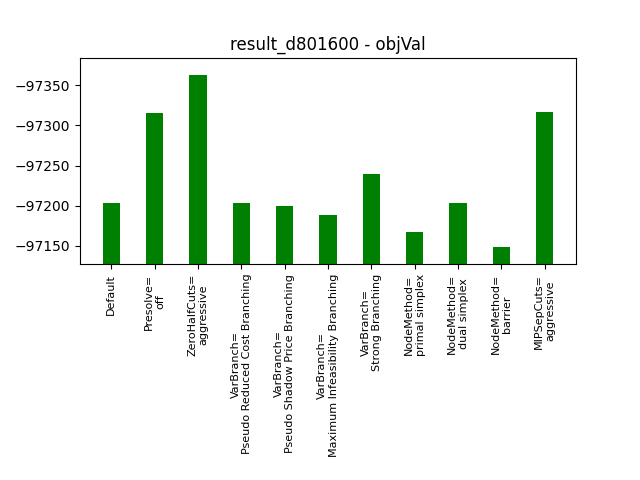 result_d801600 - objVal
−97350
−97300
−97250
−97200
−97150
Default
Presolve=
off
ZeroHalfCuts=
aggressive
VarBranch=
Pseudo Reduced Cost Branching
VarBranch=
Pseudo Shadow Price Branching
VarBranch=
Maximum Infeasibility Branching
VarBranch=
Strong Branching
NodeMethod=
primal simplex
NodeMethod=
dual simplex
NodeMethod=
barrier
MIPSepCuts=
aggressive